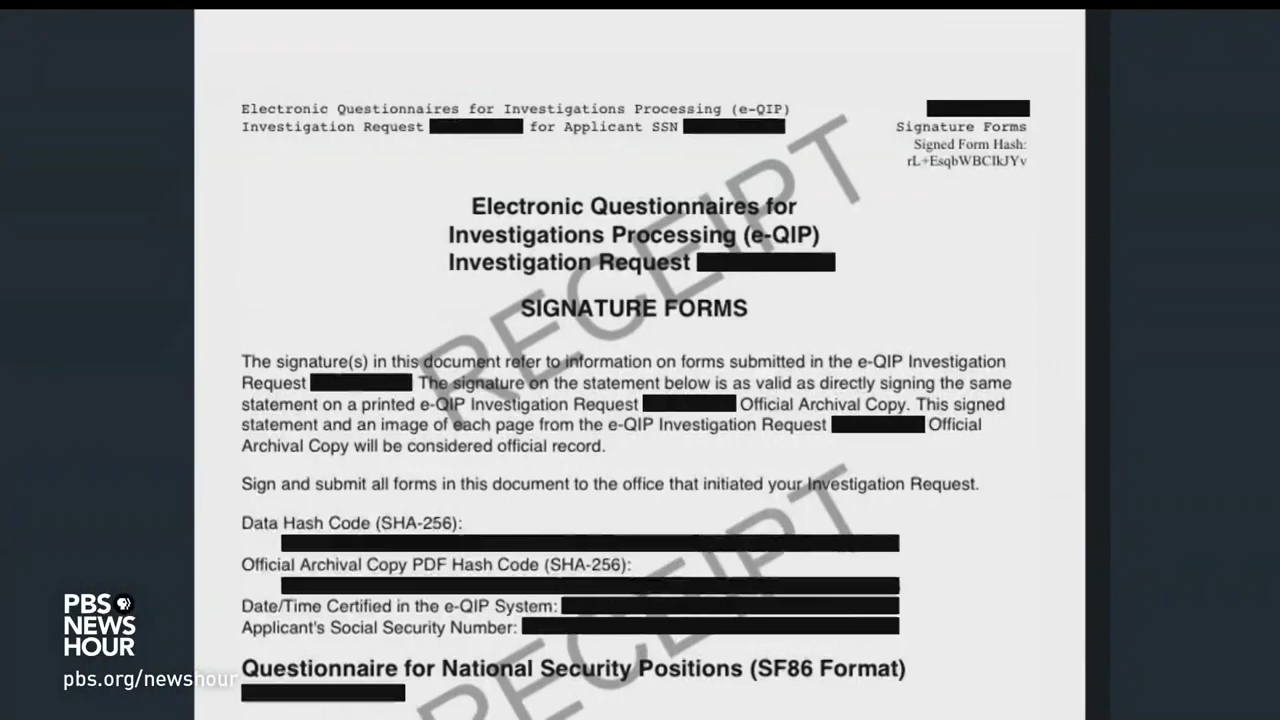 Electronic Questionnaires for Investigations Processing (e-QIP)
Investigation Request for Applicant SSN
Signature Forms
Signed Form Hash:
rL+EsqbWBCIkJYv
Electronic Questionnaires for
Investigations Processing (e-QIP)
Investigation Request
SIGNATURE FORMS
RECEIPT
The signature(s) in this document refer to information on forms submitted in the e-QIP Investigation
Request The signature on the statement below is as valid as directly signing the same
statement on a printed e-QIP Investigation Request Official Archival Copy. This signed
statement and an image of each page from the e-QIP Investigation Request Official
Archival Copy will be considered official record.
Sign and submit all forms in this document to the office that initiated your Investigation Request.
Data Hash Code (SHA-256):
Official Archival Copy PDF Hash Code (SHA-256):
Date/Time Certified in the e-QIP System:
Applicant's Social Security Number:
RECEIPT
Questionnaire for National Security Positions (SF86 Format)
PBS
NEWS
HOUR
pbs.org/newshour